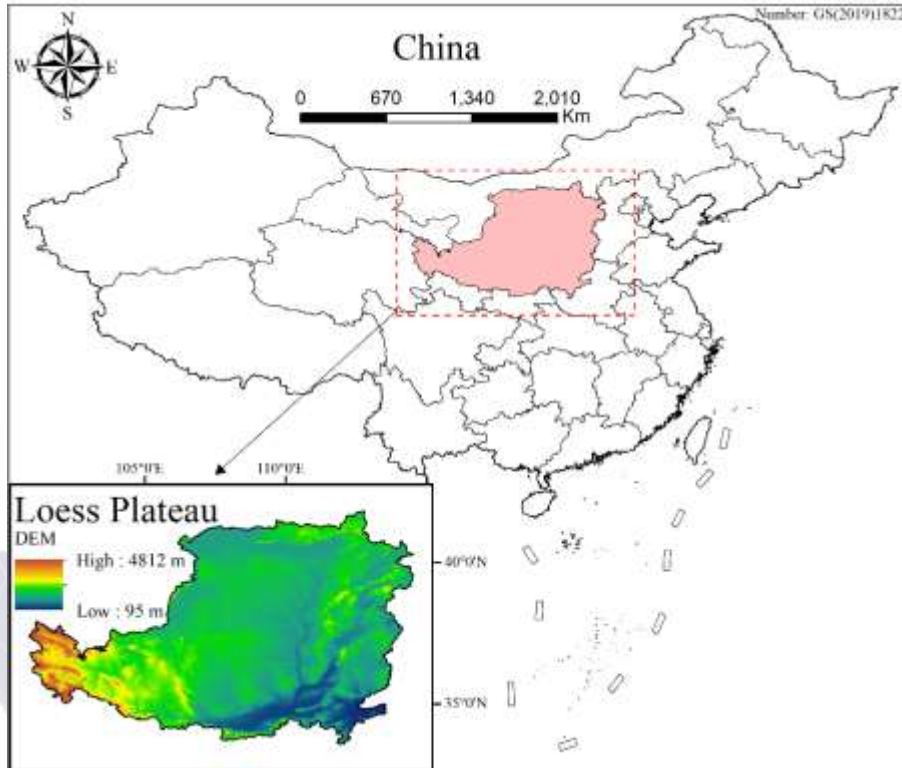 Number: GS(2019)1822
N
W E
S
China
0 670 1,340 2,010
Km
105°0'E 110°0'E
Loess Plateau
DEM
High : 4812 m
Low : 95 m
40°0'N
35°0'N